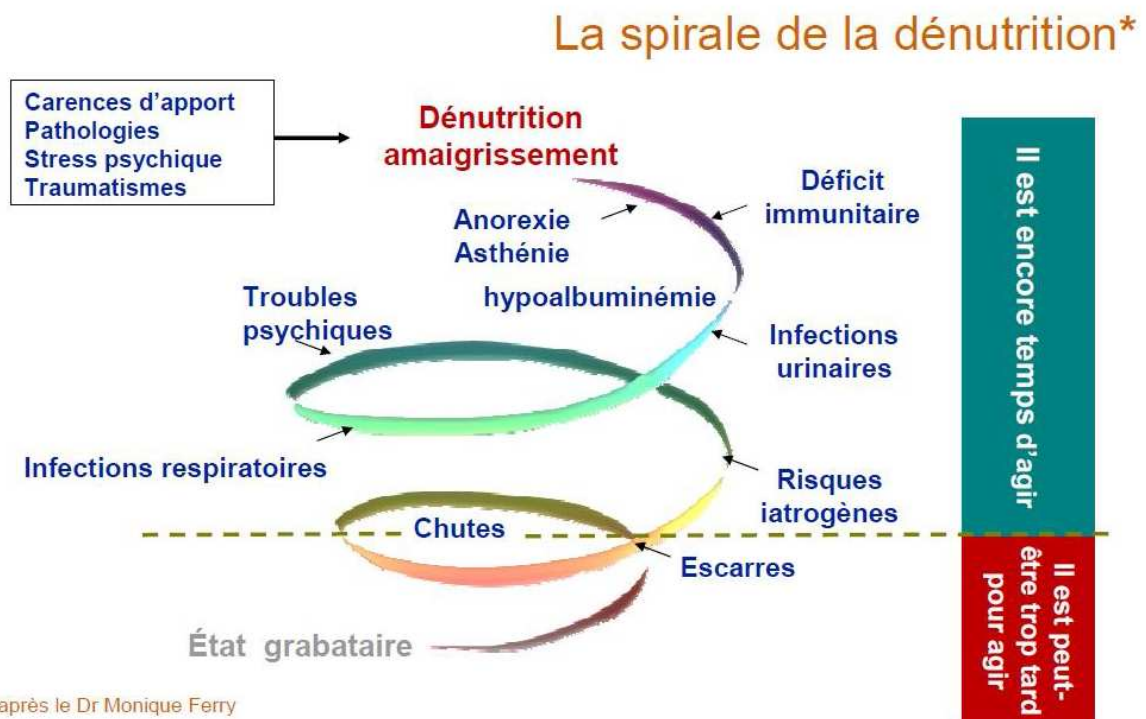 La spirale de la dénutrition*
Carences d'apport
Pathologies
Stress psychique
Traumatismes
Dénutrition
amaigrissement
Déficit
immunitaire
Anorexie
Asthénie
hypoalbuminémie
Troubles
psychiques
Infections
urinaires
Infections respiratoires
Risques
iatrogènes
Chutes
Escarres
État grabataire
Il est encore temps d'agir
Il est peut-
être trop tard
pour agir
après le Dr Monique Ferry